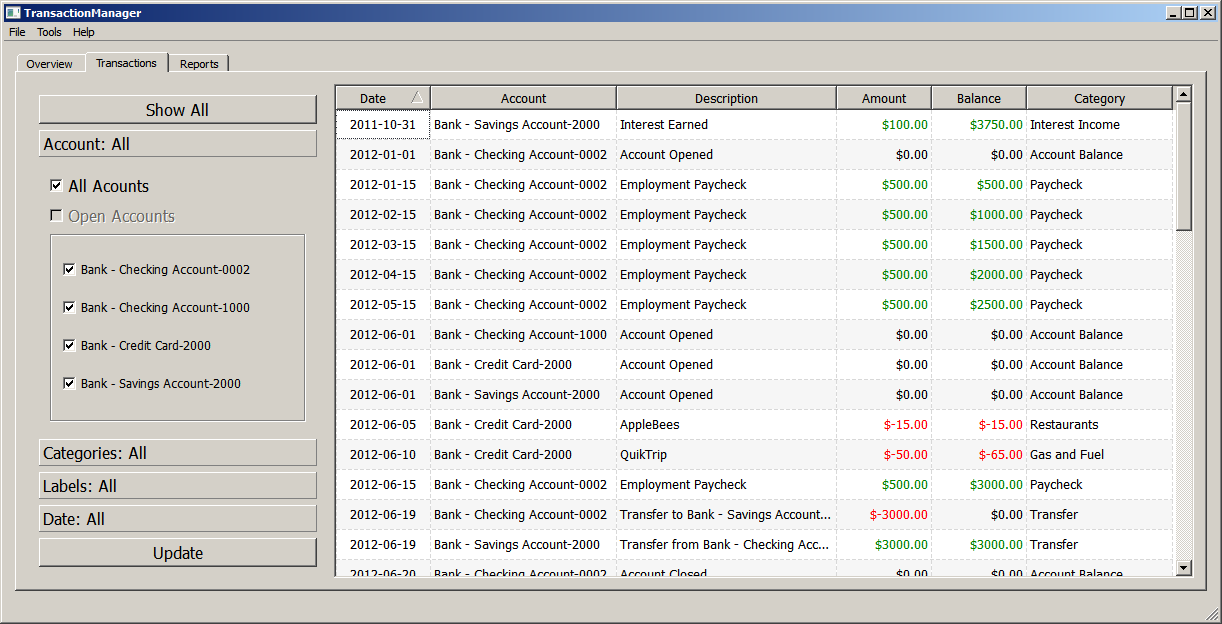 TransactionManager
File Tools Help
Overview Transactions Reports
Show All
Account: All
All Acounts
Open Accounts
Bank - Checking Account-0002
Bank - Checking Account-1000
Bank - Credit Card-2000
Bank - Savings Account-2000
Categories: All
Labels: All
Date: All
Update
Date Account Description Amount Balance Category
2011-10-31 Bank - Savings Account-2000 Interest Earned $100.00 $3750.00 Interest Income
2012-01-01 Bank - Checking Account-0002 Account Opened $0.00 $0.00 Account Balance
2012-01-15 Bank - Checking Account-0002 Employment Paycheck $500.00 $500.00 Paycheck
2012-02-15 Bank - Checking Account-0002 Employment Paycheck $500.00 $1000.00 Paycheck
2012-03-15 Bank - Checking Account-0002 Employment Paycheck $500.00 $1500.00 Paycheck
2012-04-15 Bank - Checking Account-0002 Employment Paycheck $500.00 $2000.00 Paycheck
2012-05-15 Bank - Checking Account-0002 Employment Paycheck $500.00 $2500.00 Paycheck
2012-06-01 Bank - Checking Account-1000 Account Opened $0.00 $0.00 Account Balance
2012-06-01 Bank - Credit Card-2000 Account Opened $0.00 $0.00 Account Balance
2012-06-01 Bank - Savings Account-2000 Account Opened $0.00 $0.00 Account Balance
2012-06-05 Bank - Credit Card-2000 AppleBees $-15.00 $-15.00 Restaurants
2012-06-10 Bank - Credit Card-2000 QuikTrip $-50.00 $-65.00 Gas and Fuel
2012-06-15 Bank - Checking Account-0002 Employment Paycheck $500.00 $3000.00 Paycheck
2012-06-19 Bank - Checking Account-0002 Transfer to Bank - Savings Account... $-3000.00 $0.00 Transfer
2012-06-19 Bank - Savings Account-2000 Transfer from Bank - Checking Acc... $3000.00 $3000.00 Transfer
2012-06-20 Bank - Checking Account-0002 Account Closed $0.00 $0.00 Account Balance